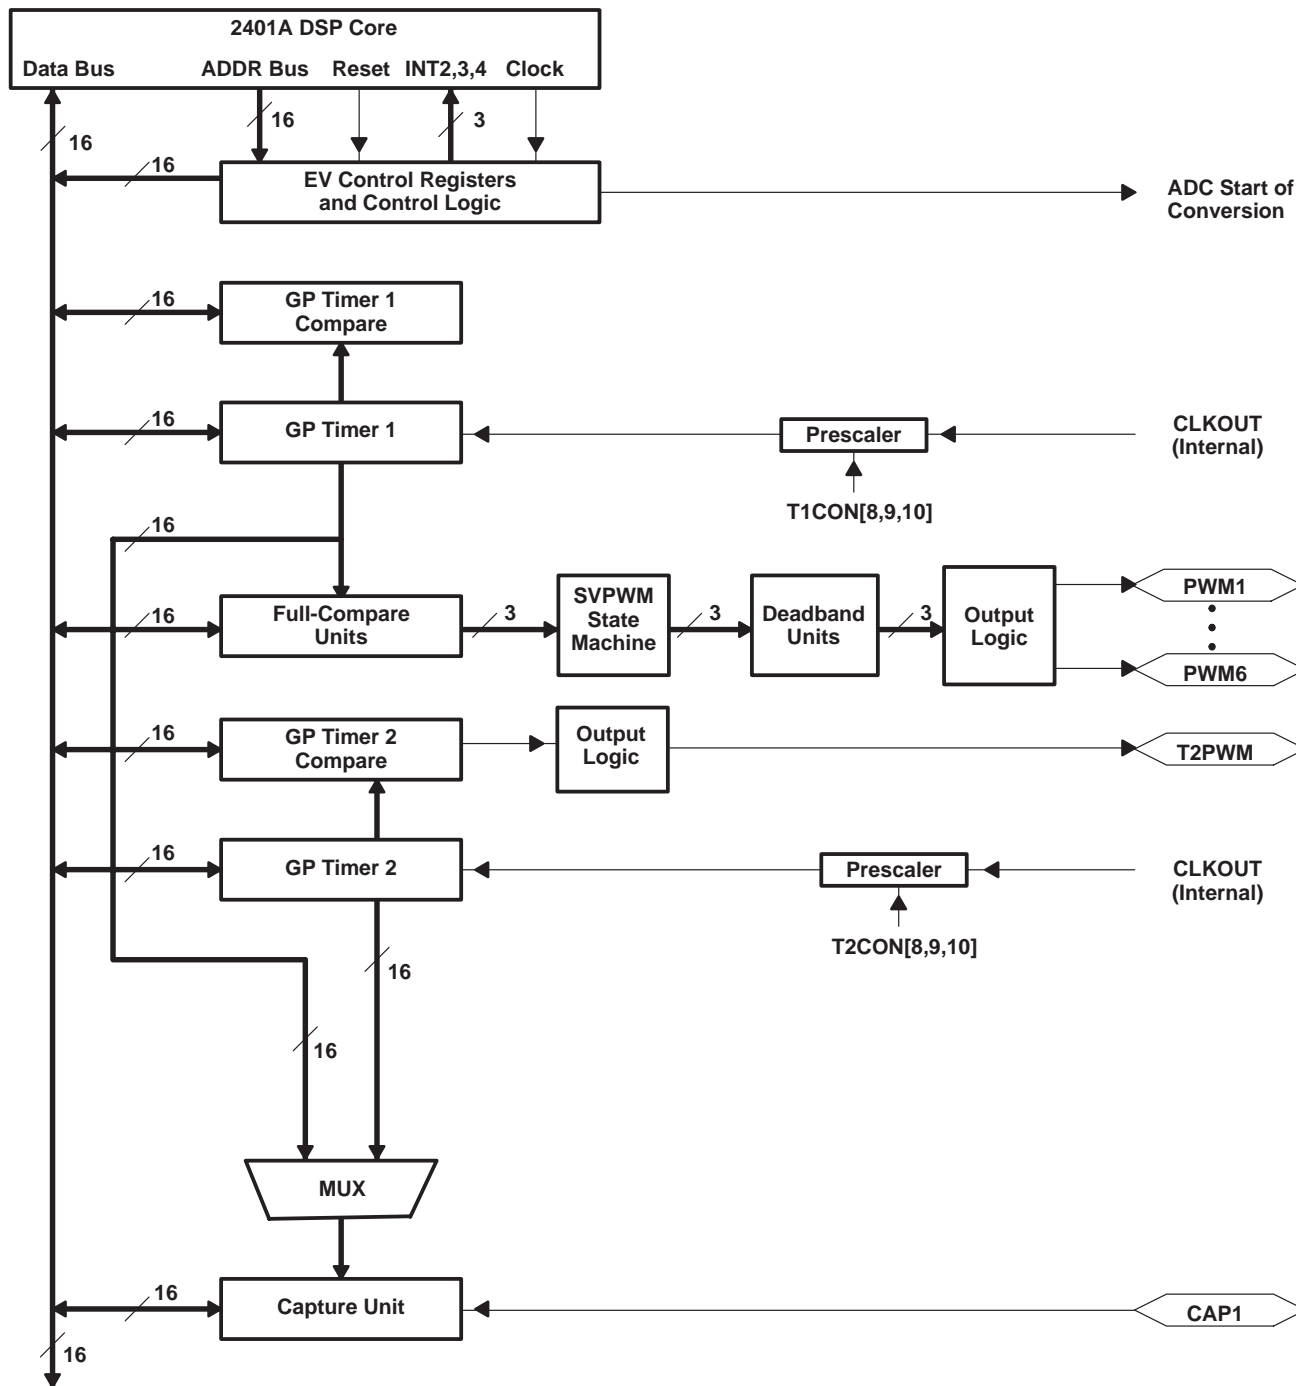 2401A DSP Core
Data Bus ADDR Bus Reset INT2,3,4 Clock
16 3
16
16
EV Control Registers
and Control Logic
ADC Start of
Conversion
16
GP Timer 1
Compare
16
GP Timer 1
Prescaler
CLKOUT
(Internal)
T1CON[8,9,10]
16
16
Full-Compare
Units
3
SVPWM
State
Machine
3
Deadband
Units
3
Output
Logic
PWM1
PWM6
16
GP Timer 2
Compare
Output
Logic
T2PWM
16
GP Timer 2
Prescaler
CLKOUT
(Internal)
T2CON[8,9,10]
16
16
MUX
16
Capture Unit
CAP1
16